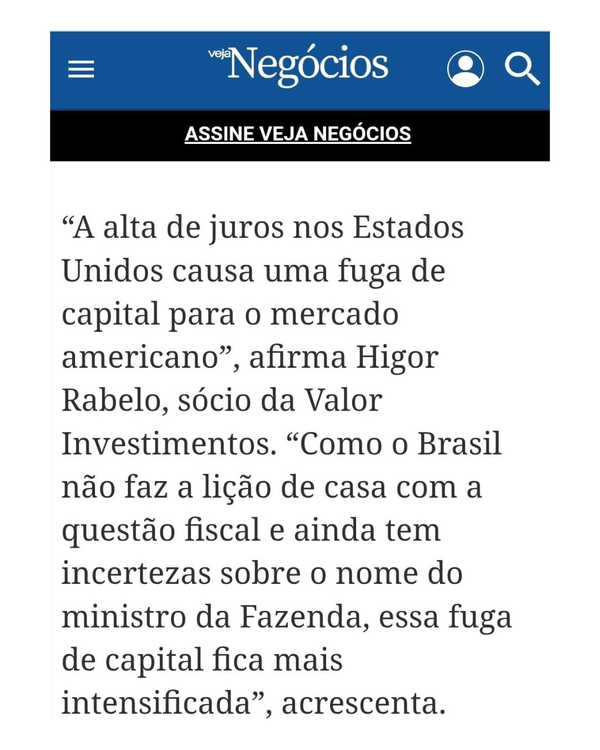 veja Negócios
ASSINE VEJA NEGÓCIOS
“A alta de juros nos Estados
Unidos causa uma fuga de
capital para o mercado
americano”, afirma Higor
Rabelo, sócio da Valor
Investimentos. “Como o Brasil
não faz a lição de casa com a
questão fiscal e ainda tem
incertezas sobre o nome do
ministro da Fazenda, essa fuga
de capital fica mais
intensificada”, acrescenta.